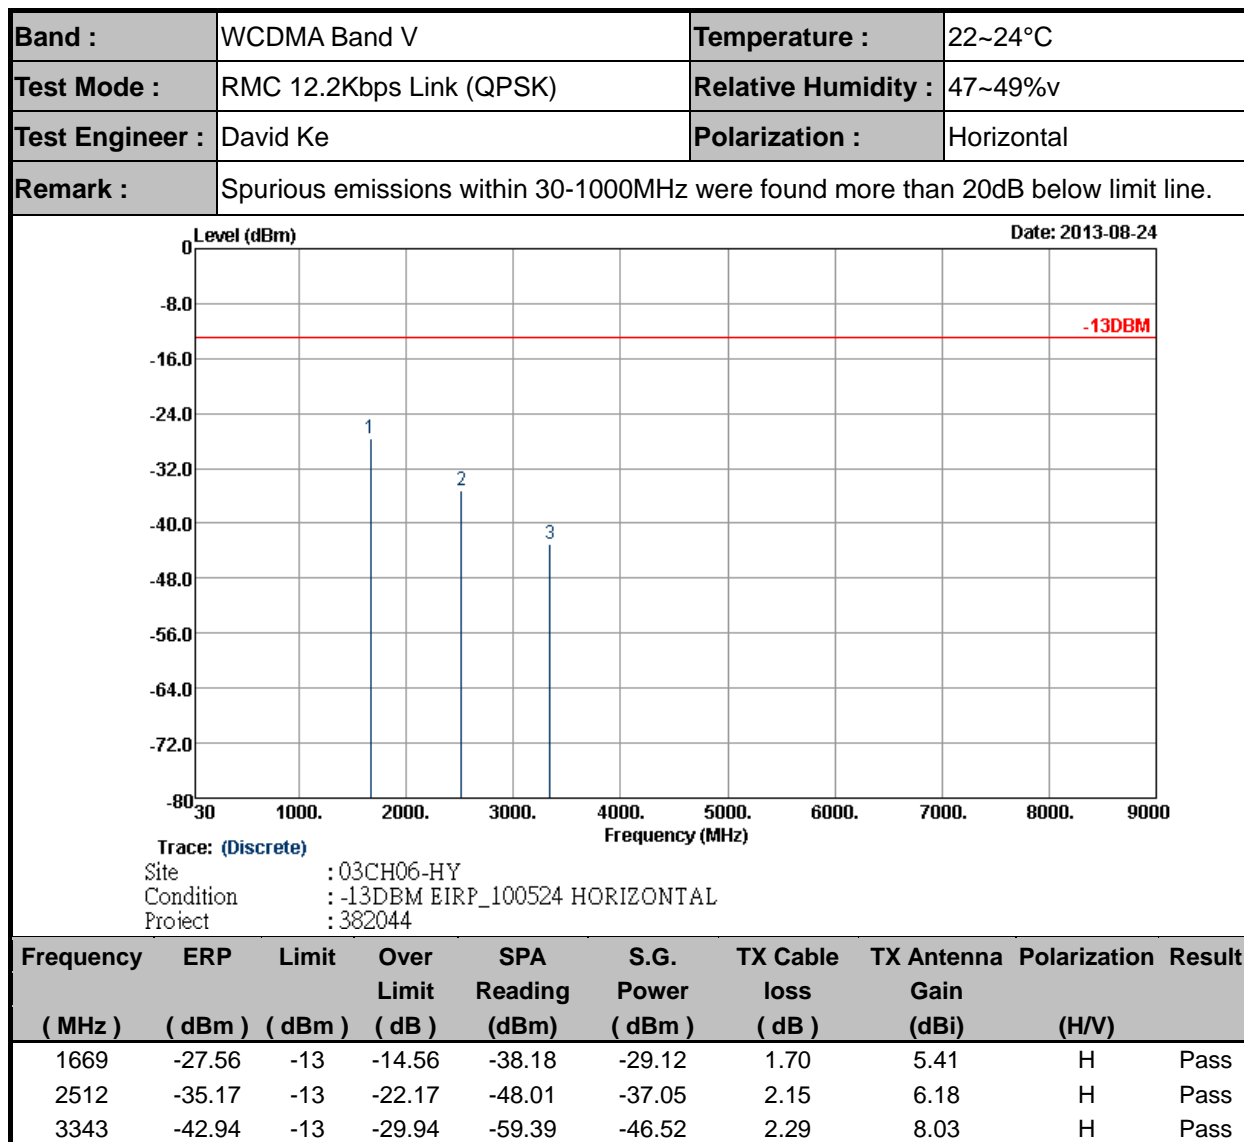 Band : WCDMA Band V Temperature : 22~24°C
Test Mode : RMC 12.2Kbps Link (QPSK) Relative Humidity : 47~49%v
Test Engineer : David Ke Polarization : Horizontal
Remark : Spurious emissions within 30-1000MHz were found more than 20dB below limit line.
Level (dBm) Date: 2013-08-24
0
-8.0
-13DBM
-16.0
-24.0
1
-32.0
2
-40.0
3
-48.0
-56.0
-64.0
-72.0
-80
30 1000. 2000. 3000. 4000. 5000. 6000. 7000. 8000. 9000
Frequency (MHz)
Trace: (Discrete)
Site : 03CH06-HY
Condition : -13DBM EIRP_100524 HORIZONTAL
Project : 382044
Frequency ERP Limit Over SPA S.G. TX Cable TX Antenna Polarization Result
Limit Reading Power loss Gain
( MHz ) ( dBm ) ( dBm ) ( dB ) (dBm) ( dBm ) ( dB ) (dBi) (H/V)
1669 -27.56 -13 -14.56 -38.18 -29.12 1.70 5.41 H Pass
2512 -35.17 -13 -22.17 -48.01 -37.05 2.15 6.18 H Pass
3343 -42.94 -13 -29.94 -59.39 -46.52 2.29 8.03 H Pass